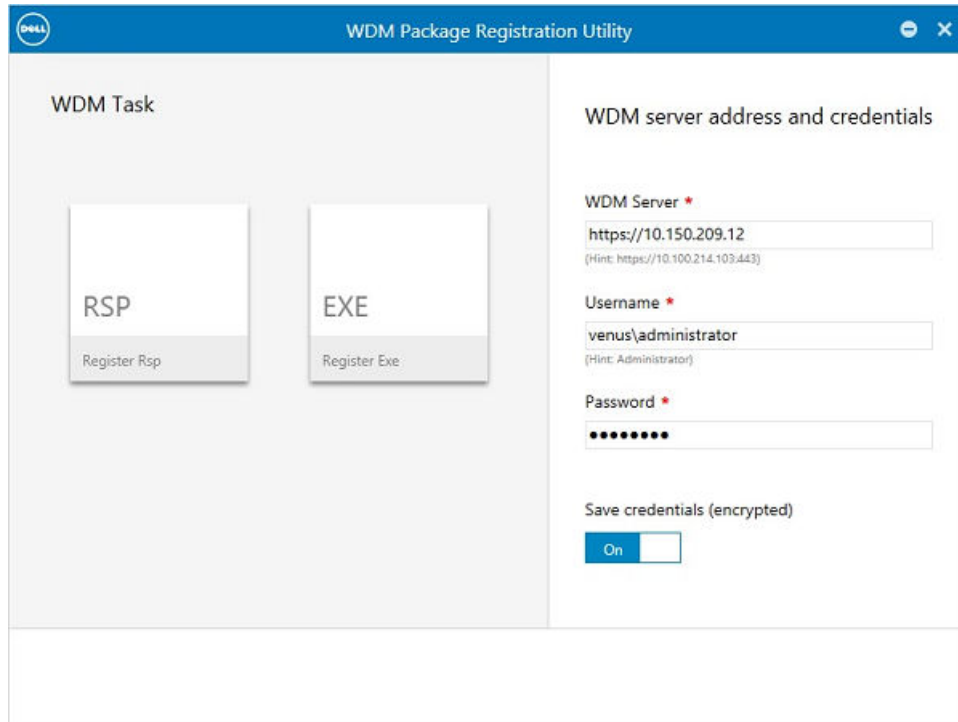 DELL
WDM Package Registration Utility
WDM Task
RSP
Register Rsp
EXE
Register Exe
WDM server address and credentials
WDM Server *
https://10.150.209.12
(Hint: https://10.100.214.103:443)
Username *
venus\administrator
(Hint: Administrator)
Password *
••••••••
Save credentials (encrypted)
On